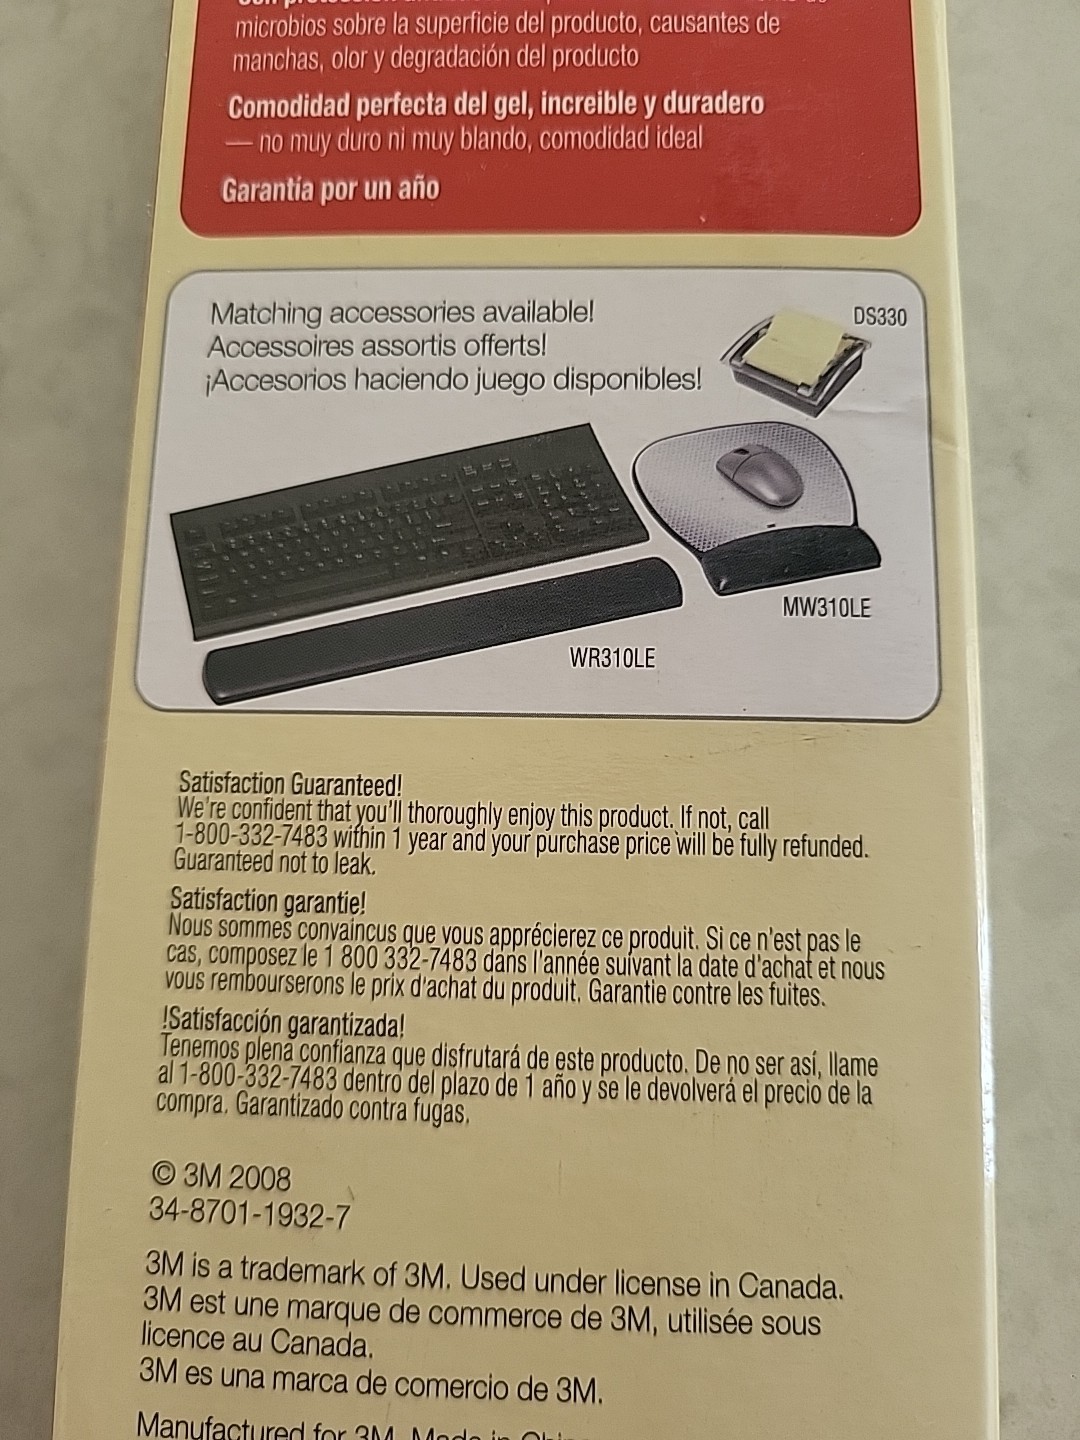 microbios sobre la superficie del producto, causantes de
manchas, olor y degradación del producto
Comodidad perfecta del gel, increible y duradero
— no muy duro ni muy blando, comodidad ideal
Garantía por un año
Matching accessories available!
Accessoires assortis offerts!
¡Accesorios haciendo juego disponibles!
DS330
MW310LE
WR310LE
Satisfaction Guaranteed!
We're confident that you'll thoroughly enjoy this product. If not, call
1-800-332-7483 within 1 year and your purchase price will be fully refunded.
Guaranteed not to leak.
Satisfaction garantie!
Nous sommes convaincus que vous apprécierez ce produit. Si ce n'est pas le
cas, composez le 1 800 332-7483 dans l'année suivant la date d'achat et nous
vous rembourserons le prix d'achat du produit. Garantie contre les fuites.
!Satisfacción garantizada!
Tenemos plena confianza que disfrutará de este producto. De no ser así, llame
al 1-800-332-7483 dentro del plazo de 1 año y se le devolverá el precio de la
compra. Garantizado contra fugas.
© 3M 2008
34-8701-1932-7
3M is a trademark of 3M. Used under license in Canada.
3M est une marque de commerce de 3M, utilisée sous
licence au Canada.
3M es una marca de comercio de 3M.
Manufactured for 3M. Made in